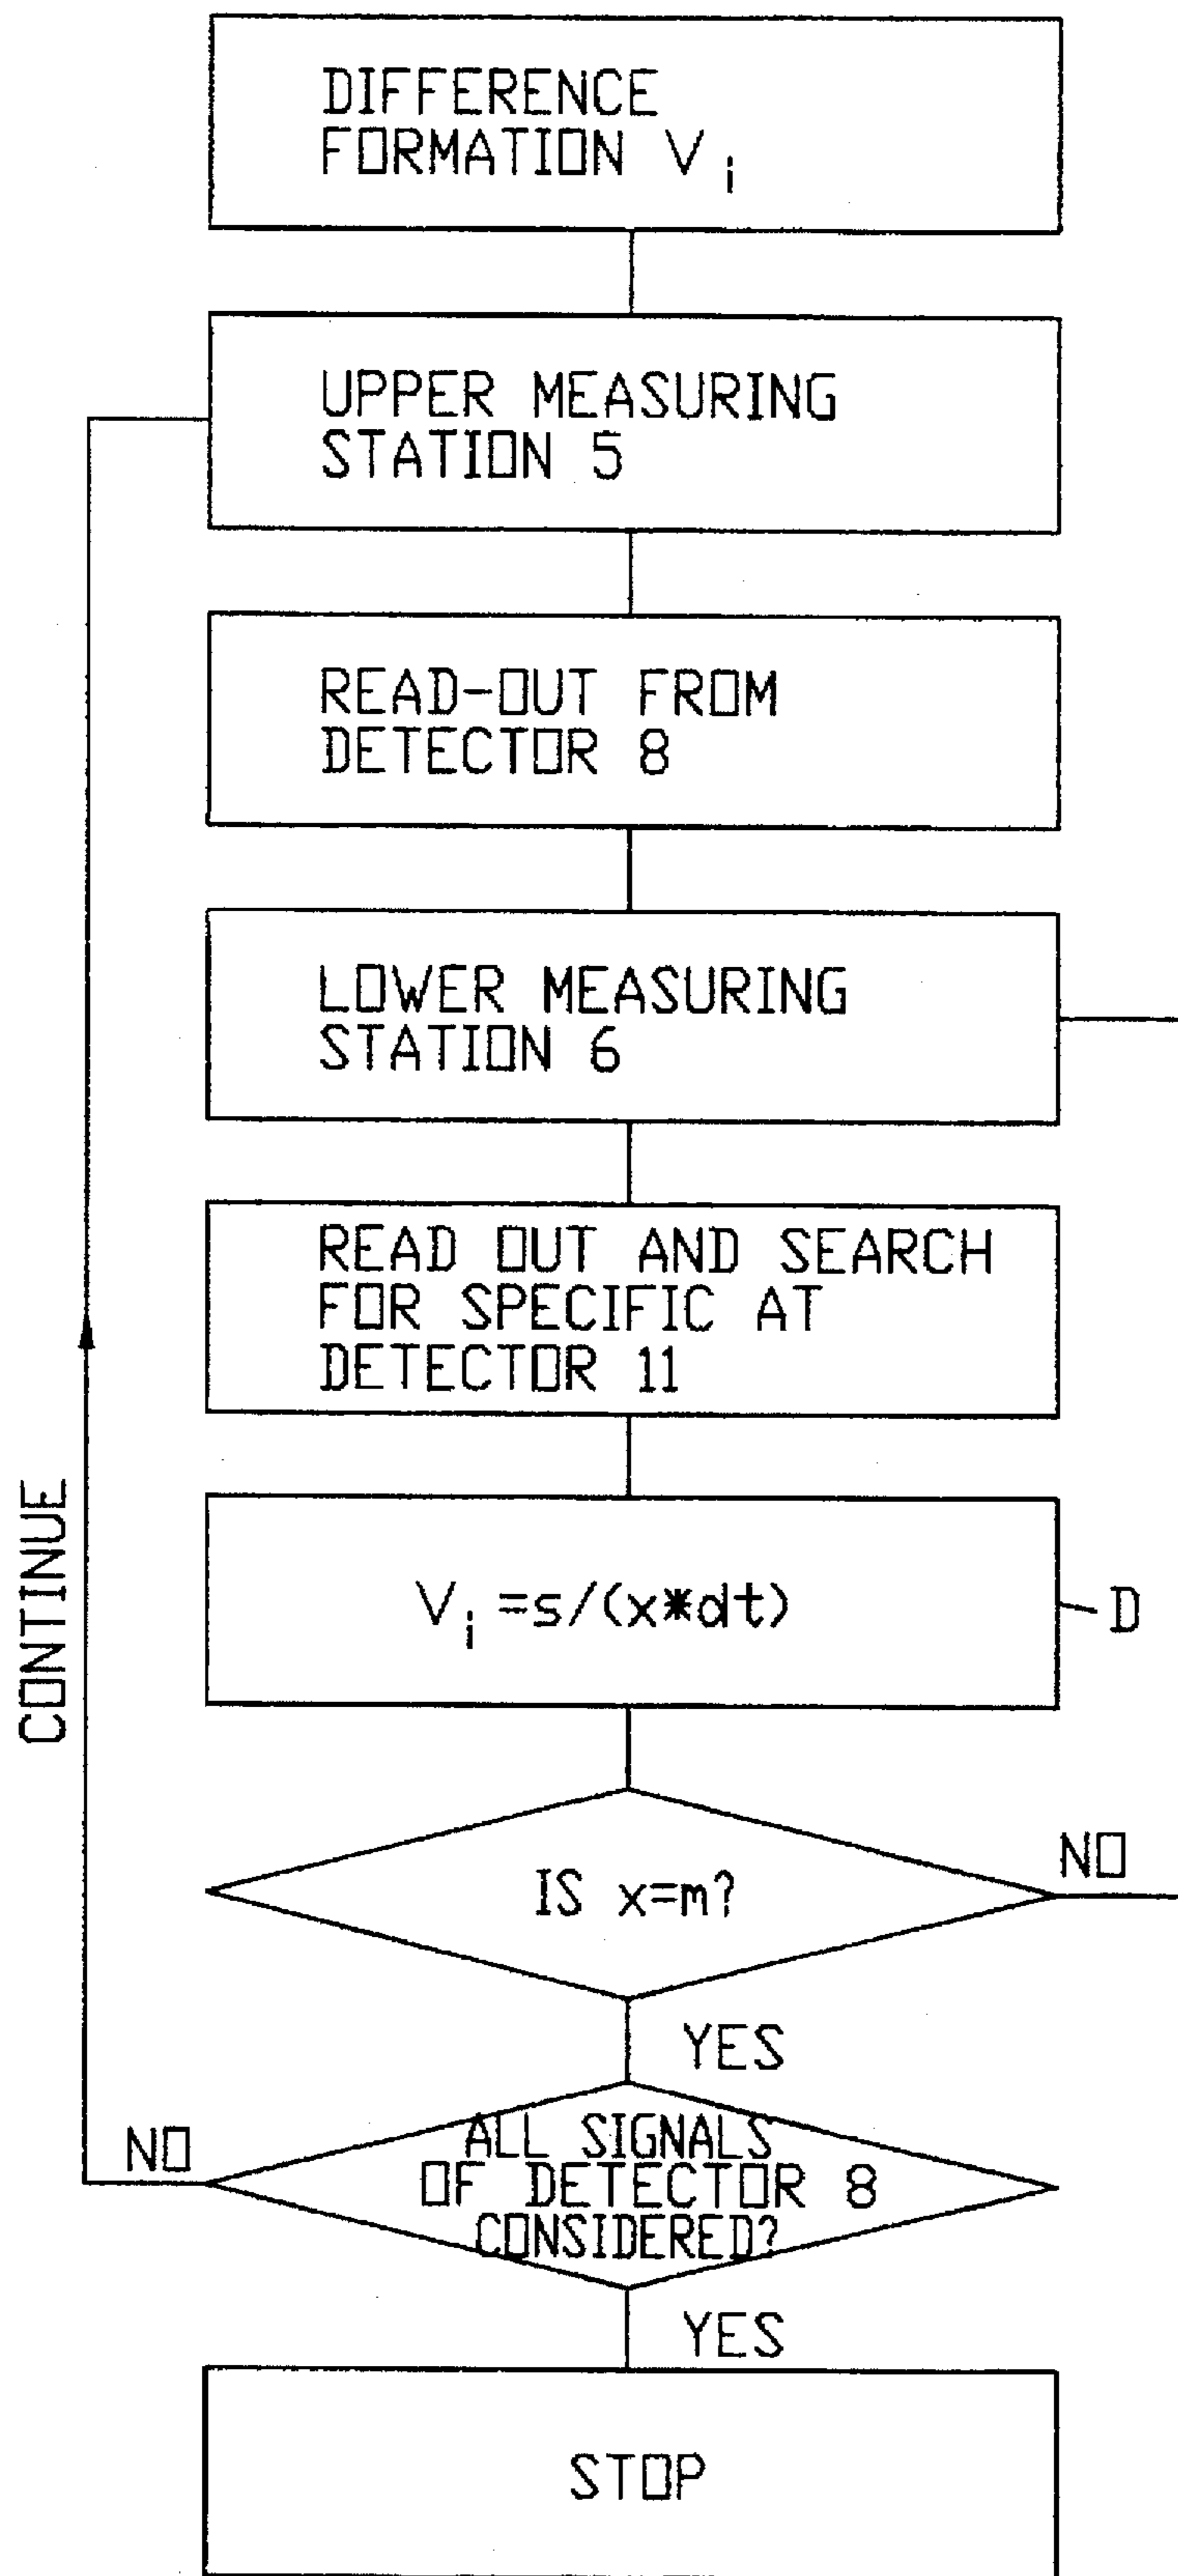 DIFFERENCE
FORMATION Vi
UPPER MEASURING
STATION 5
READ-OUT FROM
DETECTOR 8
LOWER MEASURING
STATION 6
READ OUT AND SEARCH
FOR SPECIFIC AT
DETECTOR 11
Vi =s/(x*dt)
D
CONTINUE
IS x=m?
NO
YES
NO
ALL SIGNALS
OF DETECTOR 8
CONSIDERED?
YES
STOP